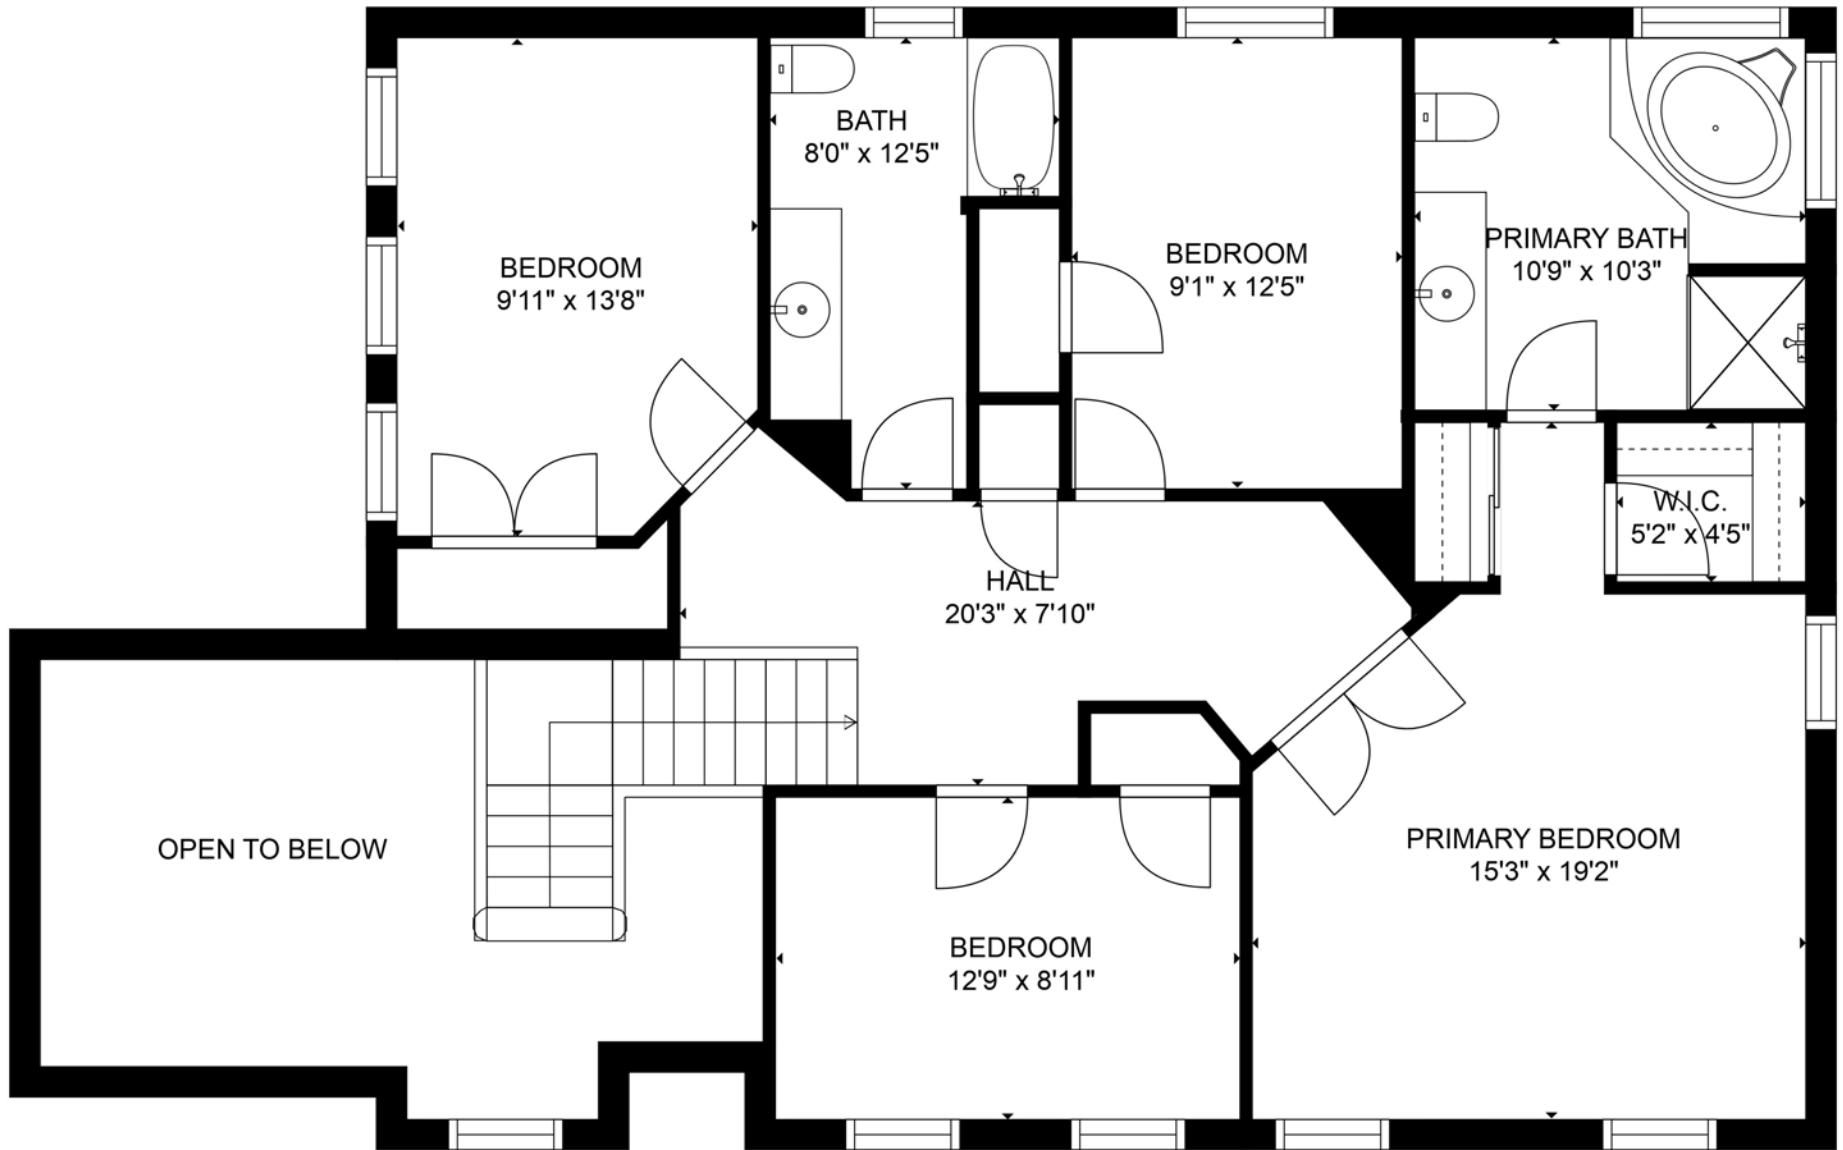 BATH
8'0" x 12'5"
BEDROOM
9'11" x 13'8"
BEDROOM
9'1" x 12'5"
PRIMARY BATH
10'9" x 10'3"
W.I.C.
5'2" x 4'5"
HALL
20'3" x 7'10"
OPEN TO BELOW
PRIMARY BEDROOM
15'3" x 19'2"
BEDROOM
12'9" x 8'11"